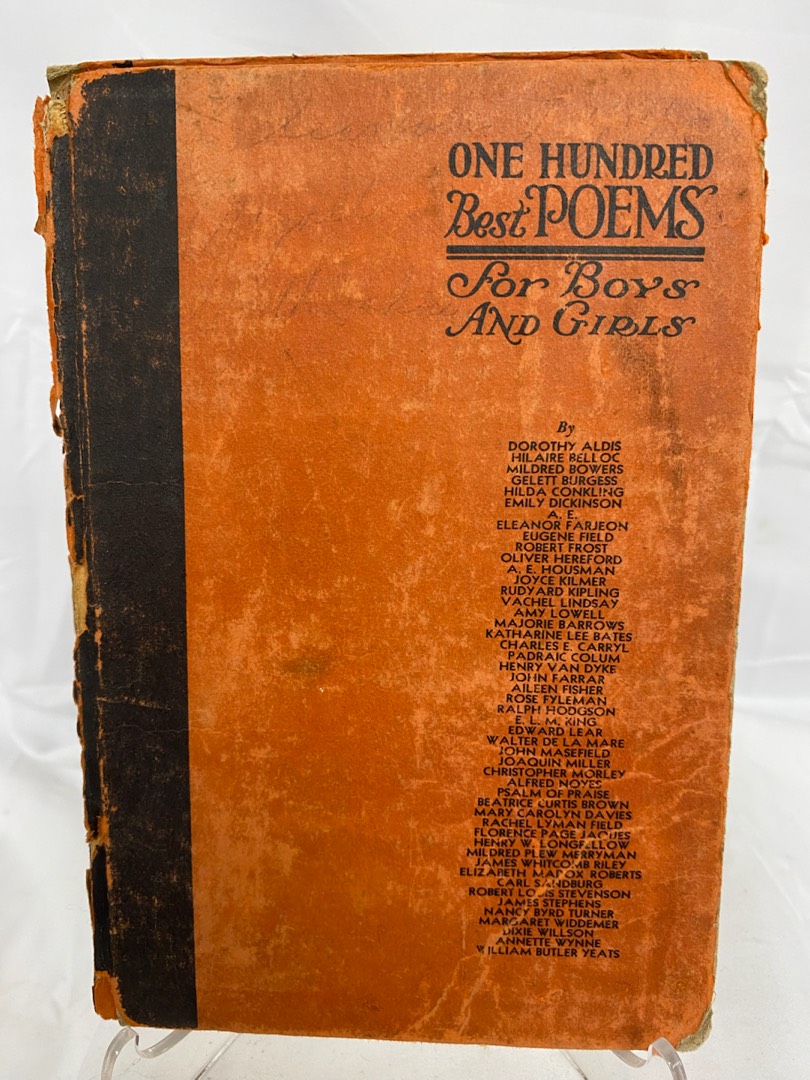 ONE HUNDRED
Best POEMS
For Boys
AND GIRLS
By
DOROTHY ALDIS
HILAIRE BELLOC
MILDRED BOWERS
GELETT BURGESS
HILDA CONKLING
EMILY DICKINSON
A. E.
ELEANOR FARJEON
EUGENE FIELD
ROBERT FROST
OLIVER HEREFORD
A. E. HOUSMAN
JOYCE KILMER
RUDYARD KIPLING
VACHEL LINDSAY
AMY LOWELL
MAJORIE BARROWS
KATHARINE LEE BATES
CHARLES E. CARRYL
PADRAIC COLUM
HENRY VAN DYKE
JOHN FARRAR
AILEEN FISHER
ROSE FYLEMAN
RALPH HODGSON
E. L. M. KING
EDWARD LEAR
WALTER DE LA MARE
JOHN MASEFIELD
JOAQUIN MILLER
CHRISTOPHER MORLEY
ALFRED NOYES
PSALM OF PRAISE
BEATRICE CURTIS BROWN
MARY CAROLYN DAVIES
RACHEL LYMAN FIELD
FLORENCE PAGE JAQUES
HENRY W. LONGFELLOW
MILDRED PLEW MERRYMAN
JAMES WHITCOMB RILEY
ELIZABETH MADOX ROBERTS
CARL SANDBURG
ROBERT LOUIS STEVENSON
JAMES STEPHENS
NANCY BYRD TURNER
MARGARET WIDDEMER
DIXIE WILLSON
ANNETTE WYNNE
WILLIAM BUTLER YEATS